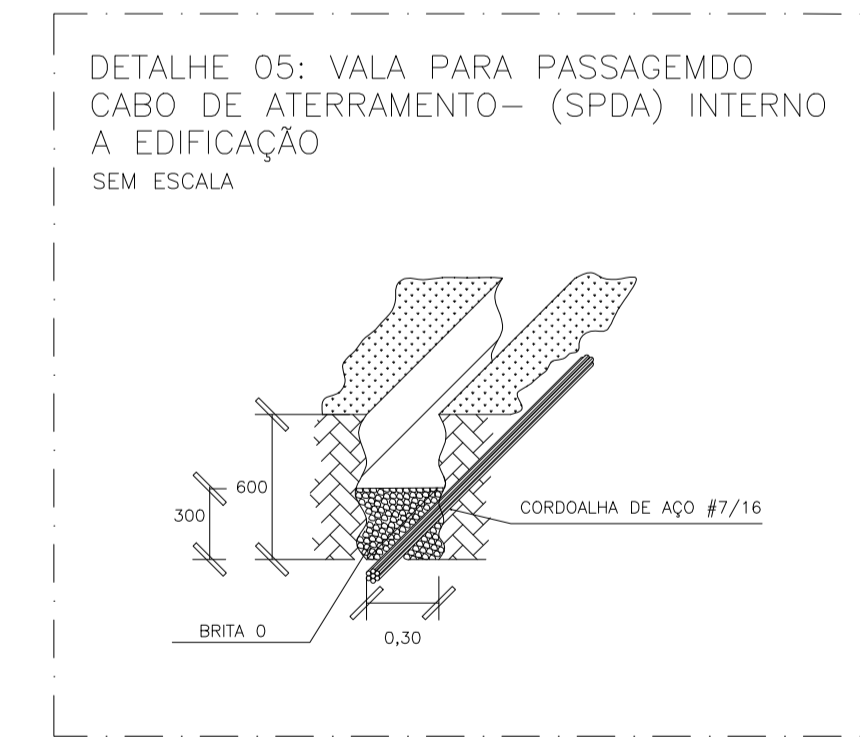 DETALHE 05: VALA PARA PASSAGEMDO
CABO DE ATERRAMENTO– (SPDA) INTERNO
A EDIFICAÇÃO
SEM ESCALA
600
300
CORDOALHA DE AÇO #7/16
BRITA 0
0,30